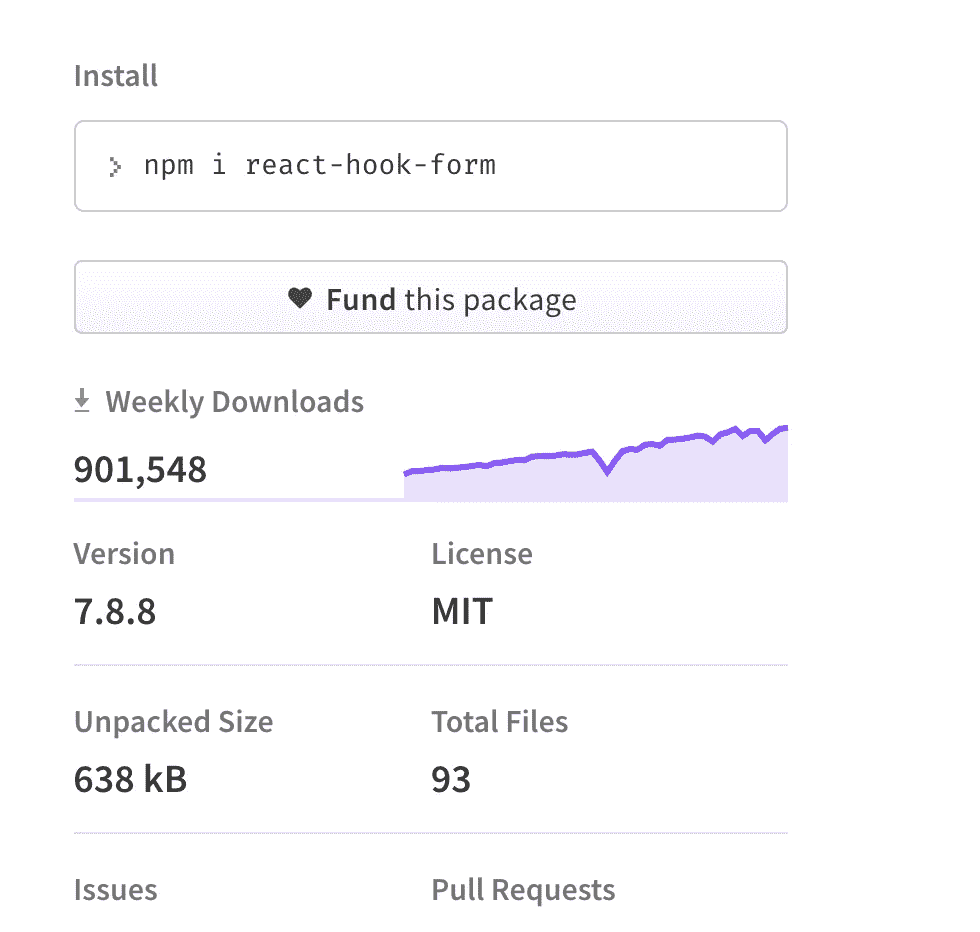 Install
npm i react-hook-form
Fund this package
Weekly Downloads
901,548
Version
License
7.8.8
MIT
Unpacked Size
Total Files
638 kB
93
Issues
Pull Requests